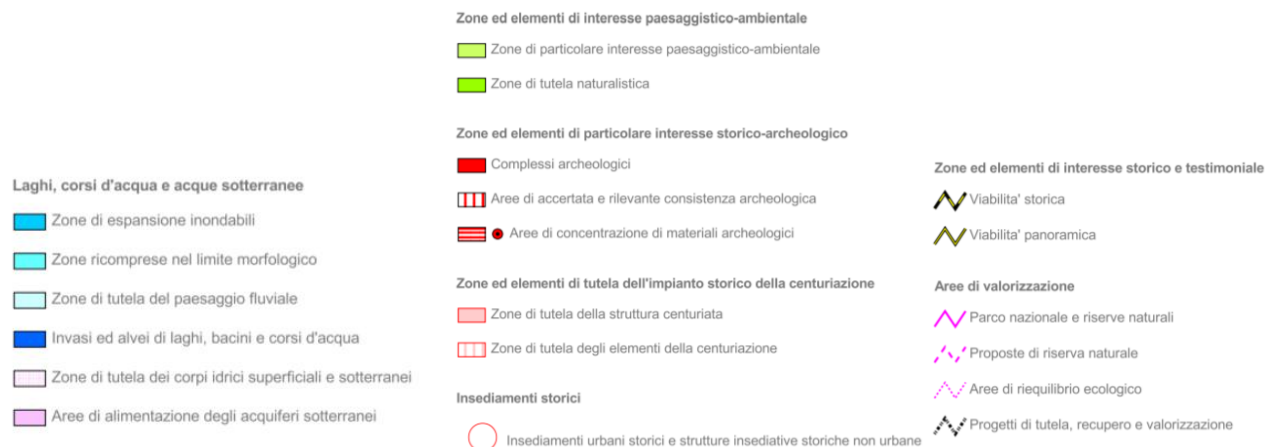 Laghi, corsi d'acqua e acque sotterranee
Zone di espansione inondabili
Zone ricomprese nel limite morfologico
Zone di tutela del paesaggio fluviale
Invasi ed alvei di laghi, bacini e corsi d'acqua
Zone di tutela dei corpi idrici superficiali e sotterranei
Aree di alimentazione degli acquiferi sotterranei
Zone ed elementi di interesse paesaggistico-ambientale
Zone di particolare interesse paesaggistico-ambientale
Zone di tutela naturalistica
Zone ed elementi di particolare interesse storico-archeologico
Complessi archeologici
Aree di accertata e rilevante consistenza archeologica
Aree di concentrazione di materiali archeologici
Zone ed elementi di tutela dell'impianto storico della centuriazione
Zone di tutela della struttura centuriata
Zone di tutela degli elementi della centuriazione
Insediamenti storici
Insediamenti urbani storici e strutture insediative storiche non urbane
Zone ed elementi di interesse storico e testimoniale
Viabilita' storica
Viabilita' panoramica
Aree di valorizzazione
Parco nazionale e riserve naturali
Proposte di riserva naturale
Aree di riequilibrio ecologico
Progetti di tutela, recupero e valorizzazione